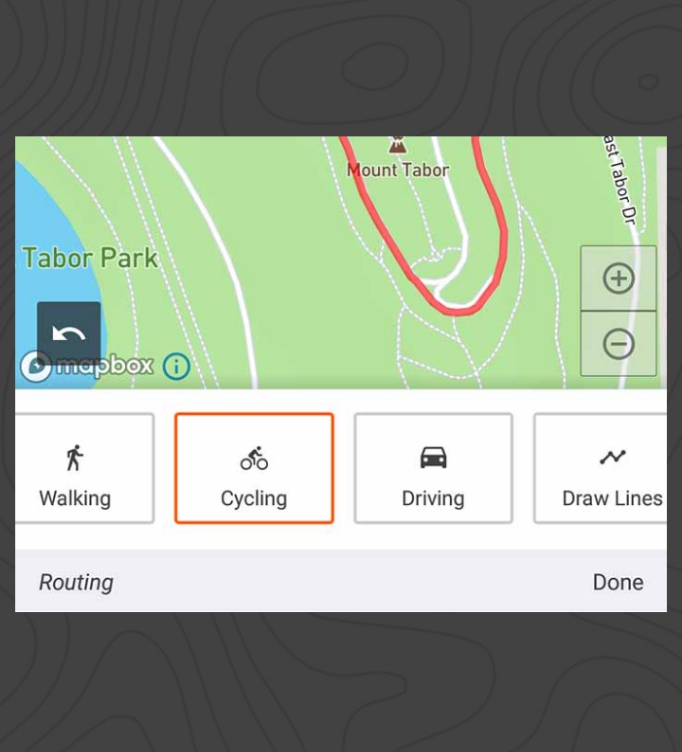 Mount Tabor
ast Tabor Dr
Tabor Park
mapbox
Walking
Cycling
Driving
Draw Lines
Routing
Done